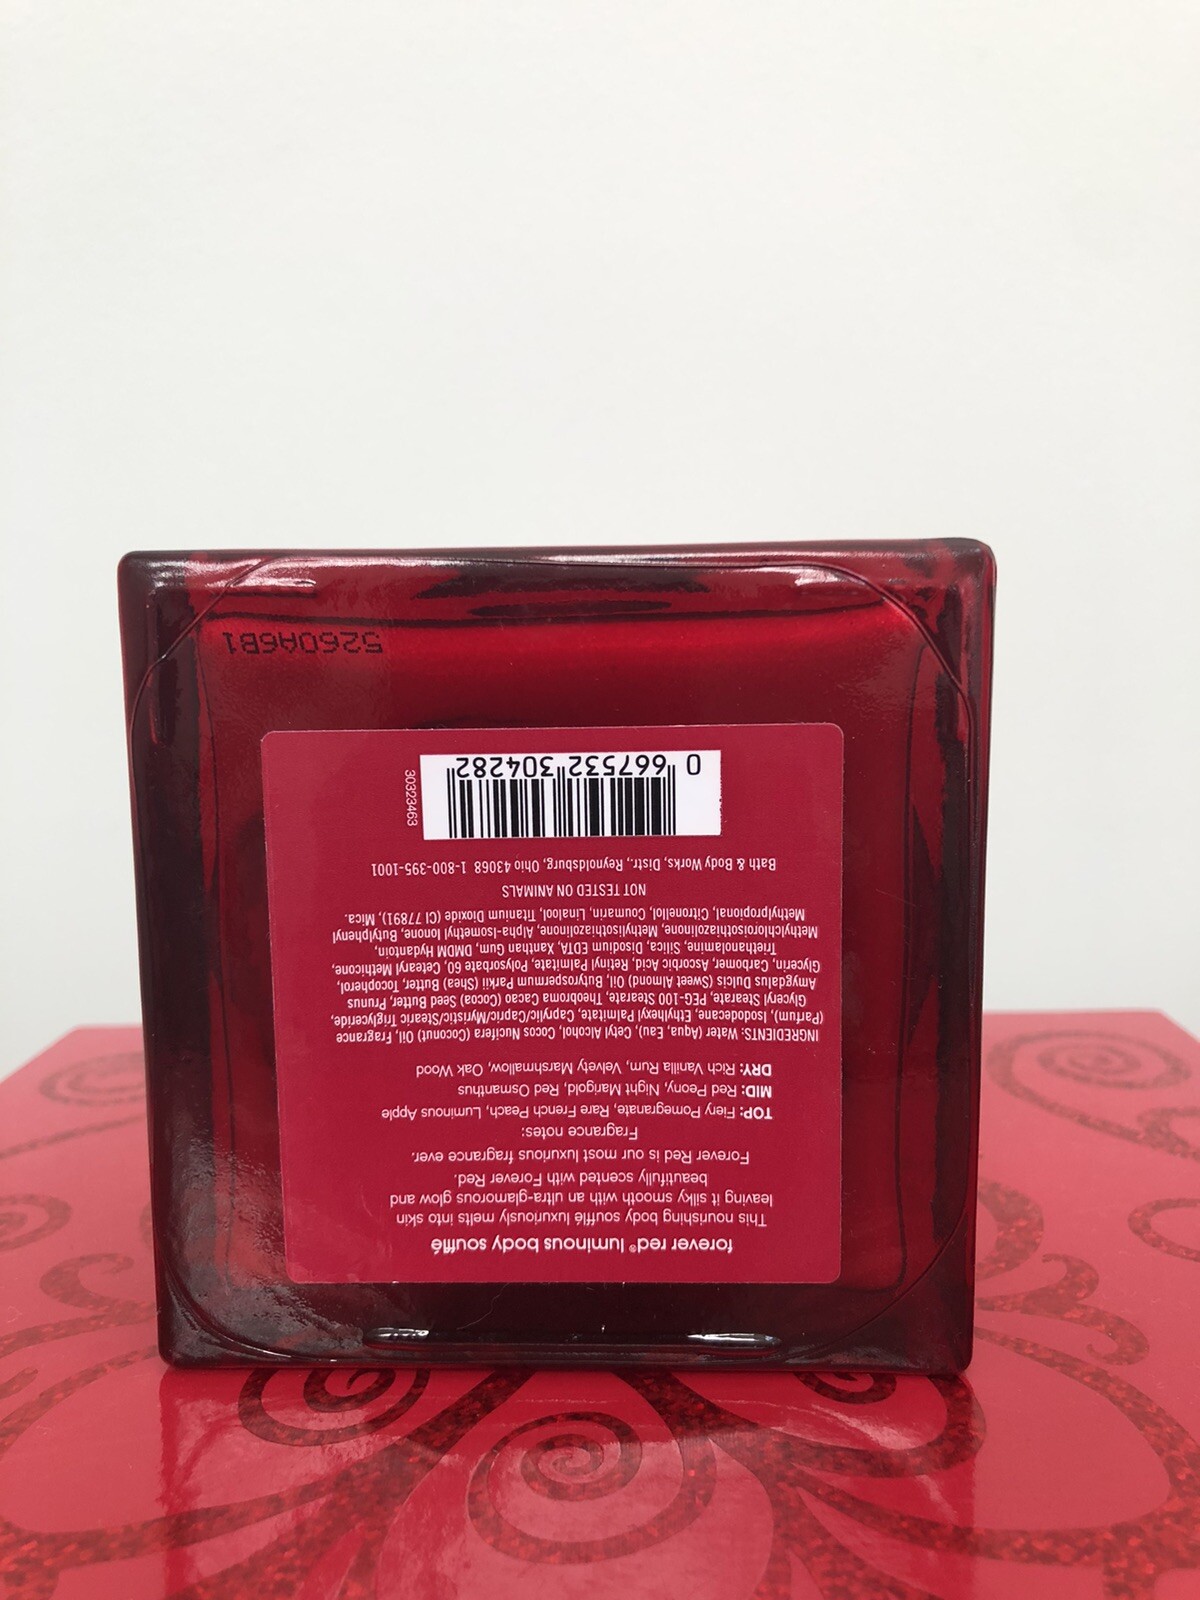 forever red® luminous body soufflé
This nourishing body soufflé luxuriously melts into skin
leaving it silky smooth with an ultra-glamorous glow and
beautifully scented with Forever Red.
Forever Red is our most luxurious fragrance ever.
Fragrance notes:
TOP: Fiery Pomegranate, Rare French Peach, Luminous Apple
MID: Red Peony, Night Marigold, Red Osmanthus
DRY: Rich Vanilla Rum, Velvety Marshmallow, Oak Wood
INGREDIENTS: Water (Aqua, Eau), Cetyl Alcohol, Cocos Nucifera (Coconut) Oil, Fragrance
(Parfum), Isododecane, Ethylhexyl Palmitate, Caprylic/Capric/Myristic/Stearic Triglyceride,
Glyceryl Stearate, PEG-100 Stearate, Theobroma Cacao (Cocoa) Seed Butter, Prunus
Amygdalus Dulcis (Sweet Almond) Oil, Butyrospermum Parkii (Shea) Butter, Tocopherol,
Glycerin, Carbomer, Ascorbic Acid, Retinyl Palmitate, Polysorbate 60, Cetearyl Methicone,
Triethanolamine, Silica, Disodium EDTA, Xanthan Gum, DMDM Hydantoin,
Methylchloroisothiazolinone, Methylisothiazolinone, Alpha-Isomethyl Ionone, Butylphenyl
Methylpropional, Citronellol, Coumarin, Linalool, Titanium Dioxide (CI 77891), Mica.
NOT TESTED ON ANIMALS
Bath & Body Works, Distr., Reynoldsburg, Ohio 43068 1-800-395-1001
30323463
0 667532 304282
5260A6B1